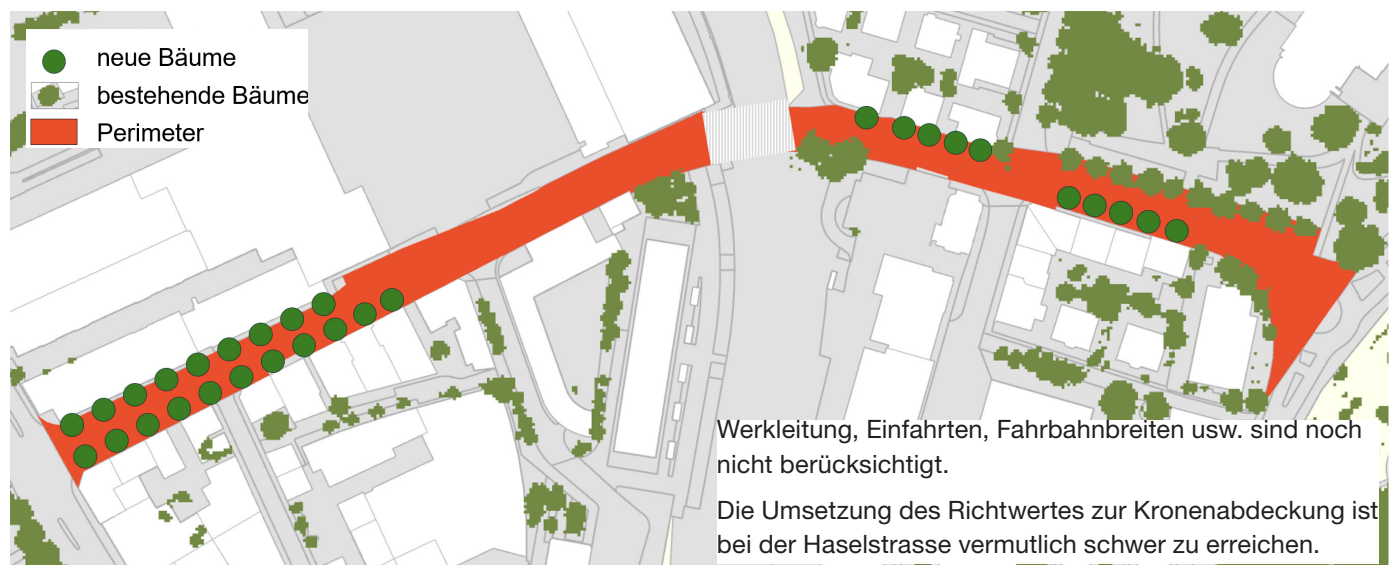 neue Bäume
bestehende Bäume
Perimeter
Werkleitung, Einfahrten, Fahrbahnbreiten usw. sind noch
nicht berücksichtigt.
Die Umsetzung des Richtwertes zur Kronenabdeckung ist
bei der Haselstrasse vermutlich schwer zu erreichen.